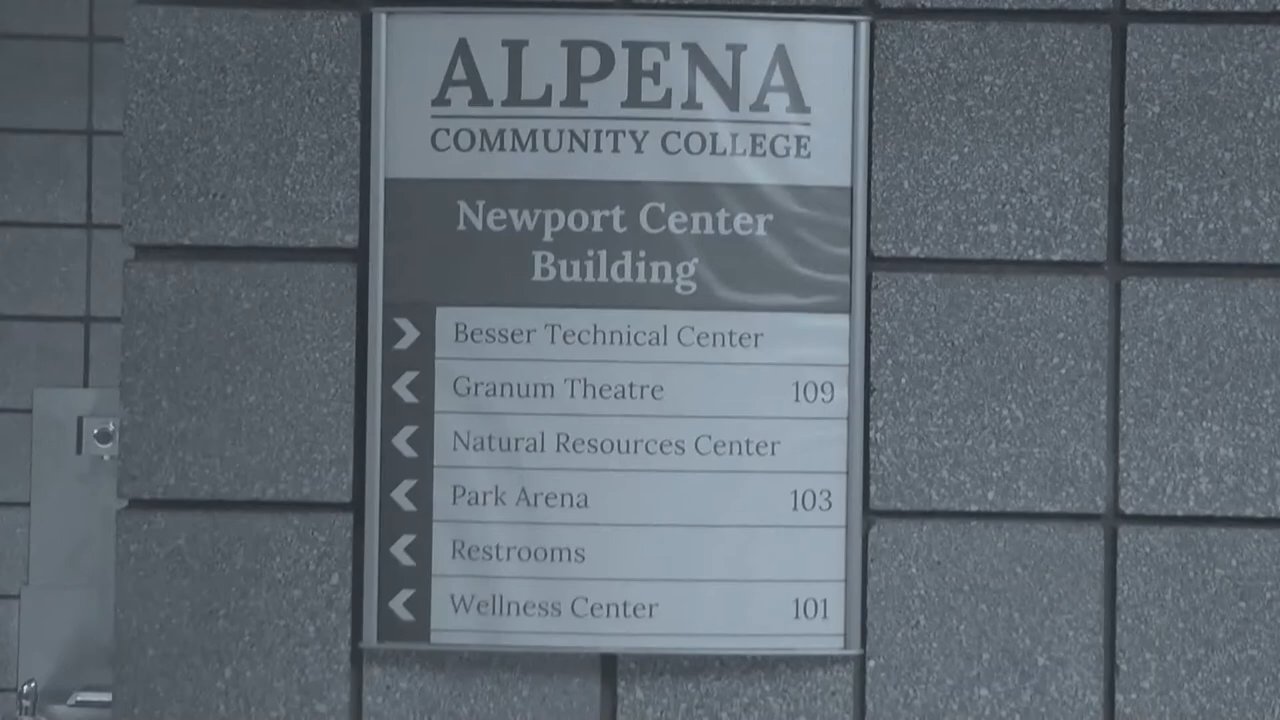 ALPENA
COMMUNITY COLLEGE
Newport Center
Building
Besser Technical Center
Granum Theatre 109
Natural Resources Center
Park Arena 103
Restrooms
Wellness Center 101